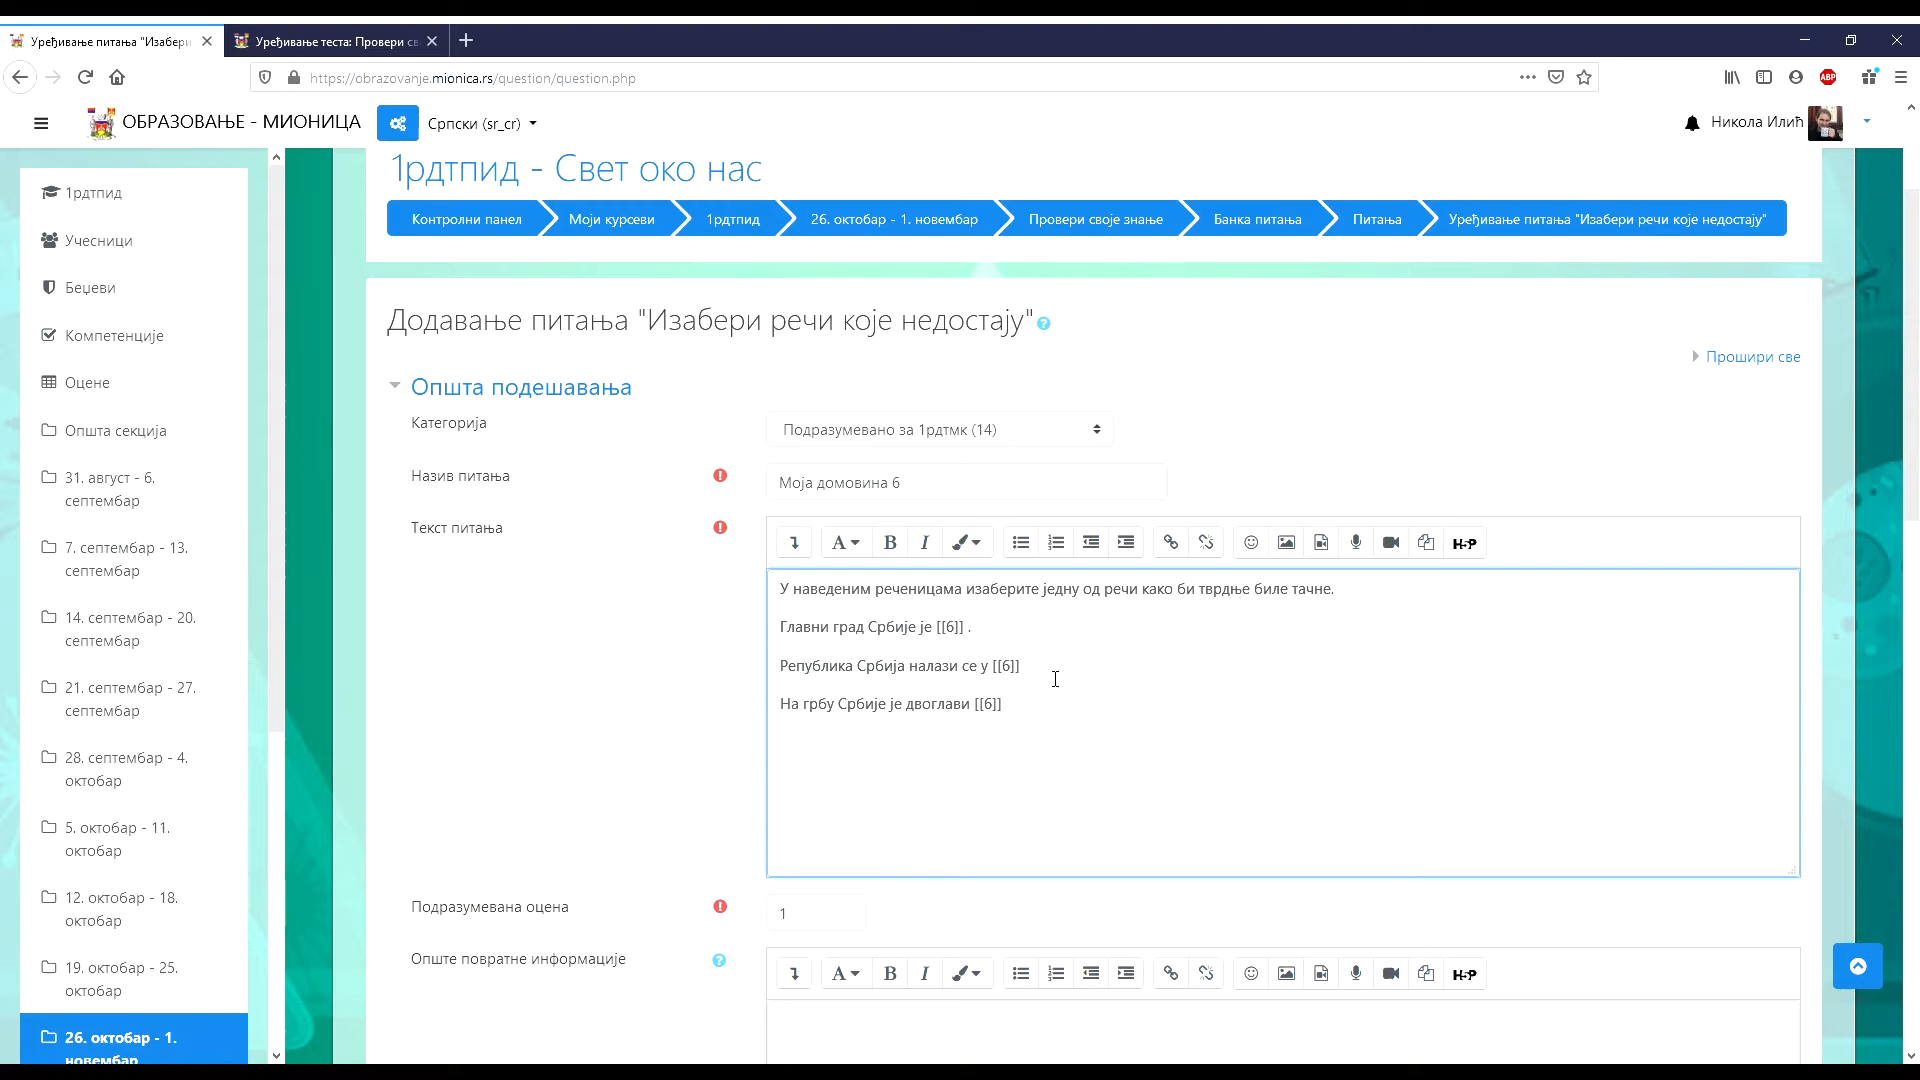 Уређивање питања "Изабери
Уређивање теста: Провери св
https://obrazovanje.mionica.rs/question/question.php
ABP
ОБРАЗОВАЊЕ - МИОНИЦА
Српски (sr_cr)
Никола Илић
1рдтпид
Учесници
Беџеви
Компетенције
Оцене
Општа секција
31. август - 6.
септембар
7. септембар - 13.
септембар
14. септембар - 20.
септембар
21. септембар - 27.
септембар
28. септембар - 4.
октобар
5. октобар - 11.
октобар
12. октобар - 18.
октобар
19. октобар - 25.
октобар
26. октобар - 1.
новембар
1рдтпид - Свет око нас
Контролни панел
Моји курсеви
1рдтпид
26. октобар - 1. новембар
Провери своје знање
Банка питања
Питања
Уређивање питања "Изабери речи које недостају"
Додавање питања "Изабери речи које недостају"
Прошири све
Општа подешавања
Категорија
Подразумевано за 1рдтмк (14)
Назив питања
Моја домовина 6
Текст питања
A B I H-P
У наведеним реченицама изаберите једну од речи како би тврдње биле тачне.
Главни град Србије је [[6]] .
Република Србија налази се у [[6]]
На грбу Србије је двоглави [[6]]
Подразумевана оцена
1
Опште повратне информације
A B I H-P